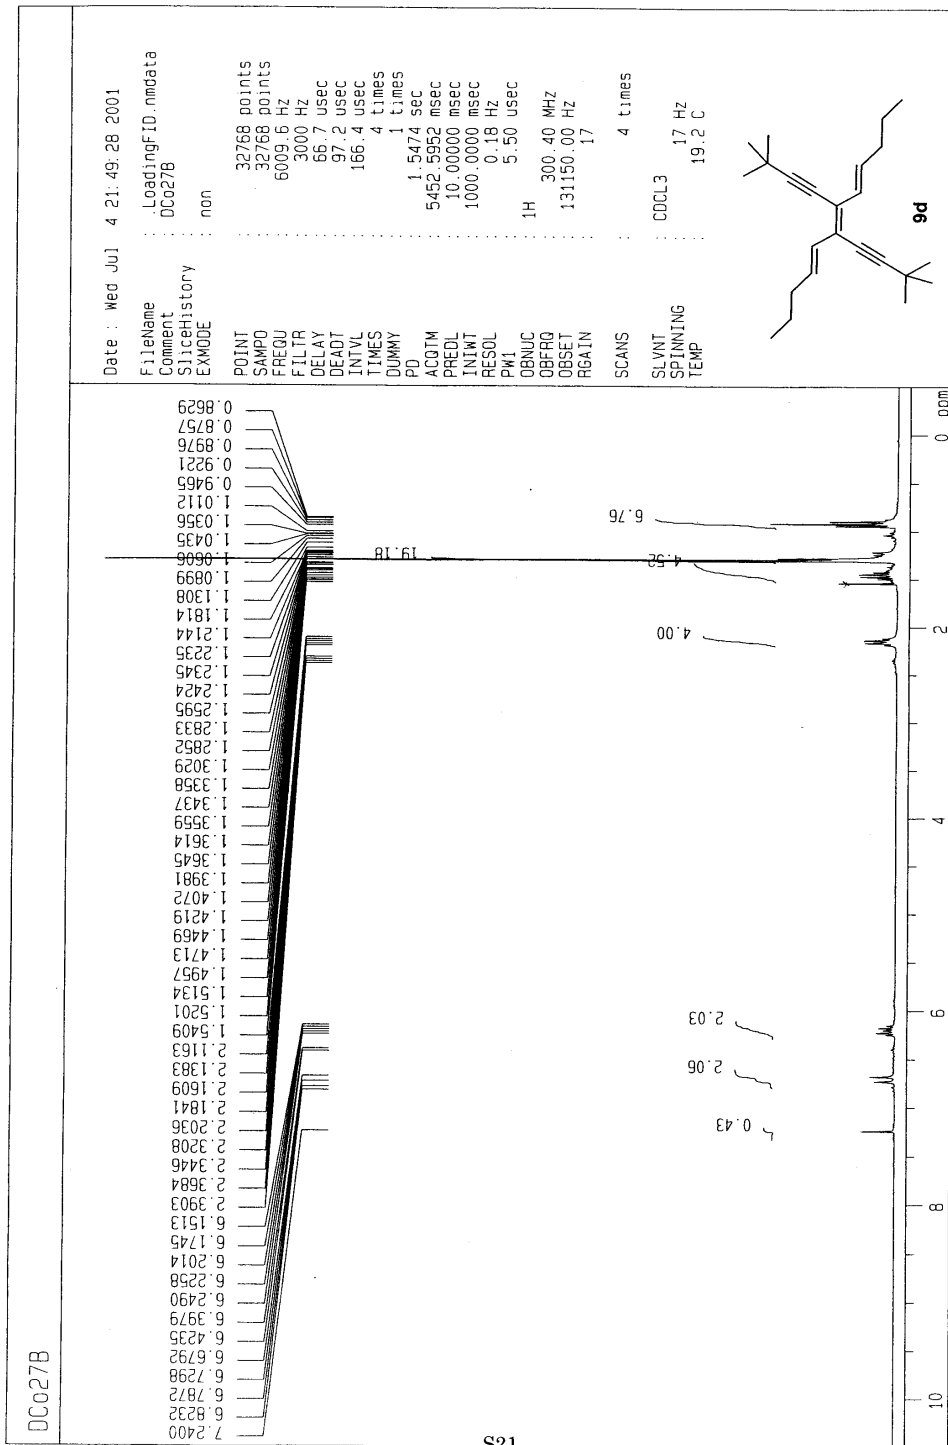 DCo27B
Date : Wed Jul 4 21:49:28 2001
FileName : .LoadingFID.nmdata
Comment : DCo27B
SliceHistory :
EXMODE : non
POINT : 32768 points
SAMPO : 32768 points
FREQU : 6009.6 Hz
FILTR : 3000 Hz
DELAY : 66.7 usec
DEADT : 97.2 usec
INTVL : 166.4 usec
TIMES : 4 times
DUMMY : 1 times
PD : 1.5474 sec
ACQTM : 5452.5952 msec
PREDL : 10.00000 msec
INIWT : 1000.0000 msec
RESOL : 0.18 Hz
PW1 : 5.50 usec
OBNUC : 1H
OBFRQ : 300.40 MHZ
OBSET : 131150.00 HZ
RGAIN : 17
SCANS : 4 times
SLVNT : CDCL3
SPINNING : 17 Hz
TEMP : 19.2 C
9d
0.8629
0.8757
0.8976
0.9221
0.9465
1.0112
1.0356
1.0435
1.0606
1.0899
1.1308
1.1814
1.2144
1.2235
1.2345
1.2424
1.2595
1.2833
1.2852
1.3029
1.3358
1.3437
1.3559
1.3614
1.3645
1.3981
1.4072
1.4219
1.4469
1.4713
1.4957
1.5134
1.5201
1.5409
2.1163
2.1383
2.1609
2.1841
2.2036
2.3208
2.3446
2.3684
2.3903
6.1513
6.1745
6.2014
6.2258
6.2490
6.3979
6.4235
6.6792
6.7298
6.7872
6.8232
7.2400
6.76
19.18
4.52
4.00
2.03
2.06
0.43
0 ppm
2
4
6
8
10
S21